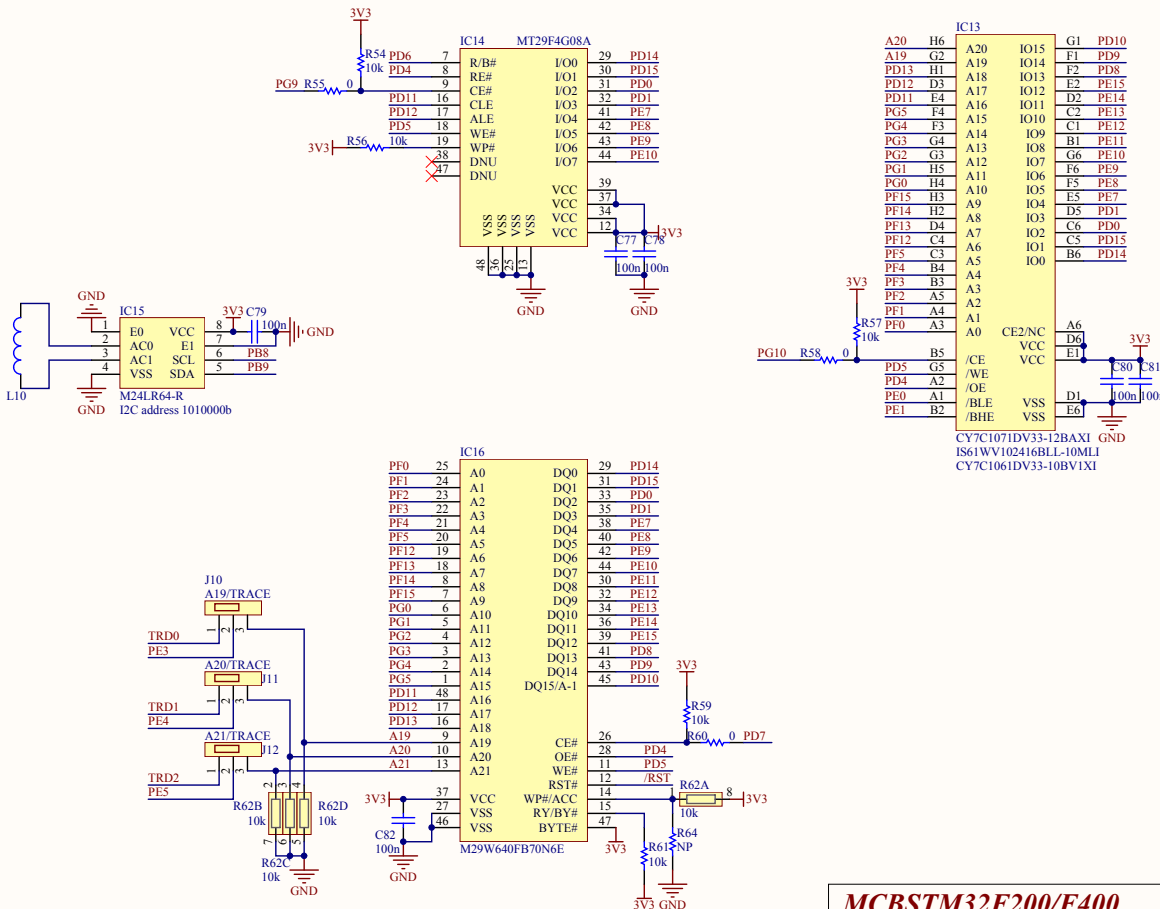 3V3
R54
10k
PG9 R55 0
IC14 MT29F4G08A
PD6 7 R/B# I/O0 29 PD14
PD4 8 RE# I/O1 30 PD15
9 CE# I/O2 31 PD0
PD11 16 CLE I/O3 32 PD1
PD12 17 ALE I/O4 41 PE7
PD5 18 WE# I/O5 42 PE8
3V3 R56 10k 19 WP# I/O6 43 PE9
38 DNU I/O7 44 PE10
47 DNU
VCC 39
VCC 37
VCC 34
VCC 12 3V3
VSS VSS VSS VSS
48 36 25 13
C77 C78
100n 100n
GND GND
IC13
A20 H6 A20 IO15 G1 PD10
A19 G2 A19 IO14 F1 PD9
PD13 H1 A18 IO13 F2 PD8
PD12 D3 A17 IO12 E2 PE15
PD11 E4 A16 IO11 D2 PE14
PG5 F4 A15 IO10 C2 PE13
PG4 F3 A14 IO9 C1 PE12
PG3 G4 A13 IO8 B1 PE11
PG2 G3 A12 IO7 G6 PE10
PG1 H5 A11 IO6 F6 PE9
PG0 H4 A10 IO5 F5 PE8
PF15 H3 A9 IO4 E5 PE7
PF14 H2 A8 IO3 D5 PD1
PF13 D4 A7 IO2 C6 PD0
PF12 C4 A6 IO1 C5 PD15
PF5 C3 A5 IO0 B6 PD14
PF4 B4 A4
PF3 B3 A3
PF2 A5 A2
PF1 A4 A1
PF0 A3 A0 CE2/NC A6
VCC D6
PG10 R58 0 B5 /CE VCC E1
3V3
R57
10k
PD5 G5 /WE
PD4 A2 /OE
PE0 A1 /BLE VSS D1
PE1 B2 /BHE VSS E6
3V3
C80 C81
100n 100n
GND
CY7C1071DV33-12BAXI
IS61WV102416BLL-10MLI
CY7C1061DV33-10BV1XI
GND
IC15 3V3 C79
100n GND
1 E0 VCC 8
2 AC0 E1 7
3 AC1 SCL 6 PB8
4 VSS SDA 5 PB9
L10
GND
M24LR64-R
I2C address 1010000b
IC16
PF0 25 A0 DQ0 29 PD14
PF1 24 A1 DQ1 31 PD15
PF2 23 A2 DQ2 33 PD0
PF3 22 A3 DQ3 35 PD1
PF4 21 A4 DQ4 38 PE7
PF5 20 A5 DQ5 40 PE8
PF12 19 A6 DQ6 42 PE9
PF13 18 A7 DQ7 44 PE10
PF14 8 A8 DQ8 30 PE11
PF15 7 A9 DQ9 32 PE12
PG0 6 A10 DQ10 34 PE13
PG1 5 A11 DQ11 36 PE14
PG2 4 A12 DQ12 39 PE15
PG3 3 A13 DQ13 41 PD8
PG4 2 A14 DQ14 43 PD9
PG5 1 A15 DQ15/A-1 45 PD10
PD11 48 A16
PD12 17 A17
PD13 16 A18
A19 9 A19 CE# 26
A20 10 A20 OE# 28 PD4
A21 13 A21 WE# 11 PD5
RST# 12 /RST
3V3 37 VCC WP#/ACC 14
27 VSS RY/BY# 15
46 VSS BYTE# 47
3V3
R59
10k
R60 0 PD7
1 R62A 8 3V3
10k
R64
NP
R61
10k
3V3
3V3 GND
C82
100n
GND
M29W640FB70N6E
J10
A19/TRACE
1 2 3
TRD0
PE3
A20/TRACE
J11
1 2 3
TRD1
PE4
A21/TRACE
J12
1 2 3
TRD2
PE5
2 3 4
R62B R62D
10k 10k
7 6 5
R62C
10k
GND
MCBSTM32F200/F400